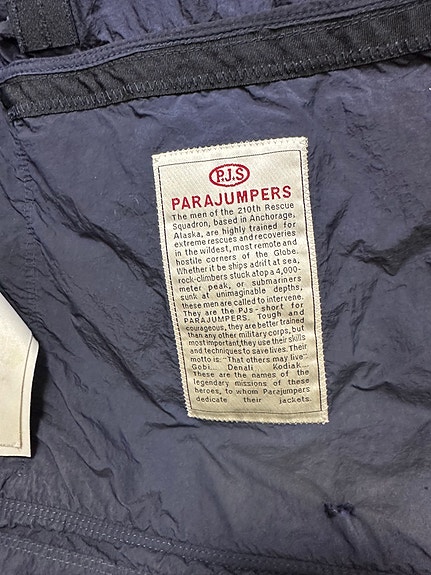 P.J.S
PARAJUMPERS
The men of the 210th Rescue
Squadron, based in Anchorage,
Alaska, are highly trained for
extreme rescues and recoveries
in the wildest, most remote and
hostile corners of the Globe.
Whether it be ships adrift at sea,
rock-climbers stuck atop a 4,000-
meter peak, or submariners
sunk at unimaginable depths,
these men are called to intervene.
They are the PJs - short for
PARAJUMPERS. Tough and
courageous, they are better trained
than any other military corps, but
most important, they use their skills
and techniques to save lives. Their
motto is: "That others may live"
Gobi... Denali Kodiak...
These are the names of the
legendary missions of these
heroes, to whom Parajumpers
dedicate their jackets.